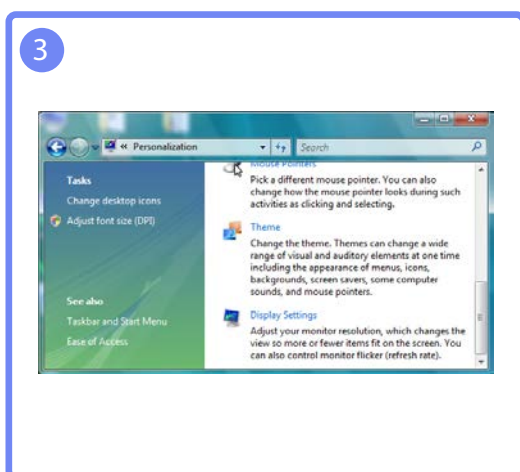 3
« Personalization
Search
Tasks
Change desktop icons
Adjust font size (DPI)
See also
Taskbar and Start Menu
Ease of Access
Mouse Pointers
Pick a different mouse pointer. You can also
change how the mouse pointer looks during such
activities as clicking and selecting.
Theme
Change the theme. Themes can change a wide
range of visual and auditory elements at one time
including the appearance of menus, icons,
backgrounds, screen savers, some computer
sounds, and mouse pointers.
Display Settings
Adjust your monitor resolution, which changes the
view so more or fewer items fit on the screen. You
can also control monitor flicker (refresh rate).